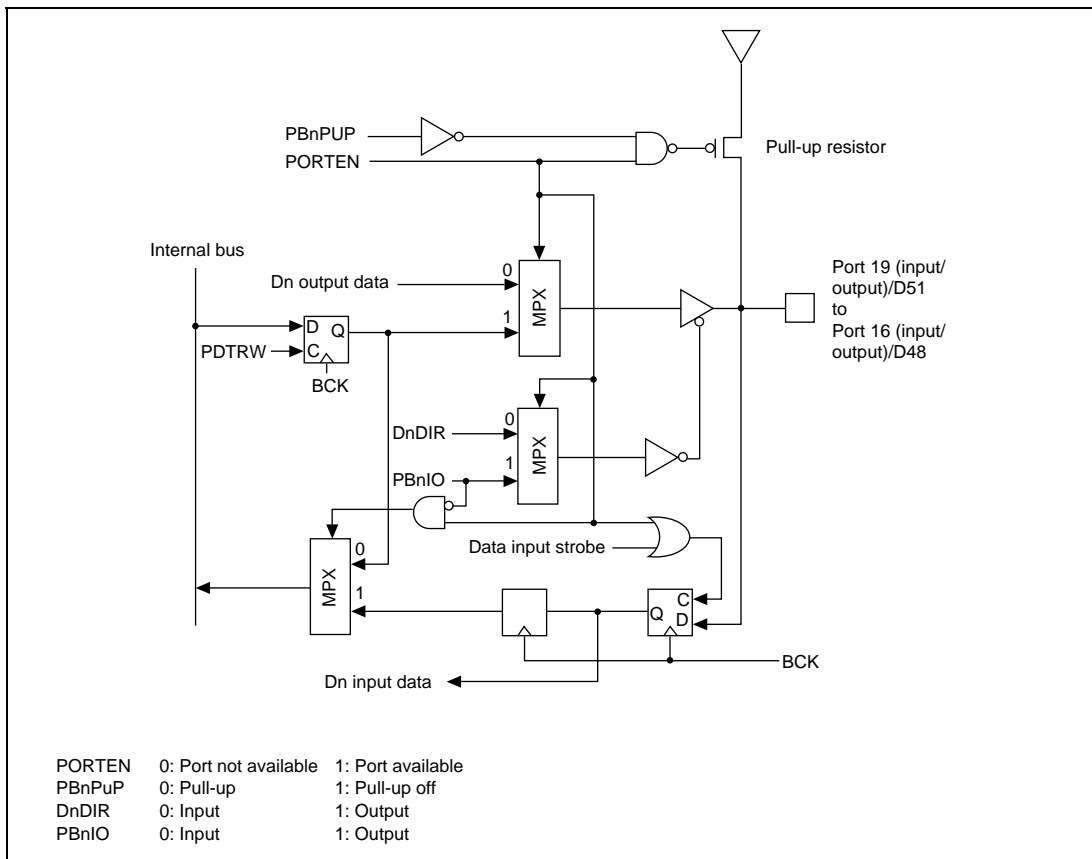 PBnPUP
PORTEN
Pull-up resistor
Internal bus
Dn output data
0
1
MPX
Port 19 (input/
output)/D51
to
Port 16 (input/
output)/D48
D Q
C
PDTRW
BCK
DnDIR
0
PBnIO
1
MPX
Data input strobe
0
1
MPX
Q C
D
BCK
Dn input data
PORTEN 0: Port not available 1: Port available
PBnPuP 0: Pull-up 1: Pull-up off
DnDIR 0: Input 1: Output
PBnIO 0: Input 1: Output